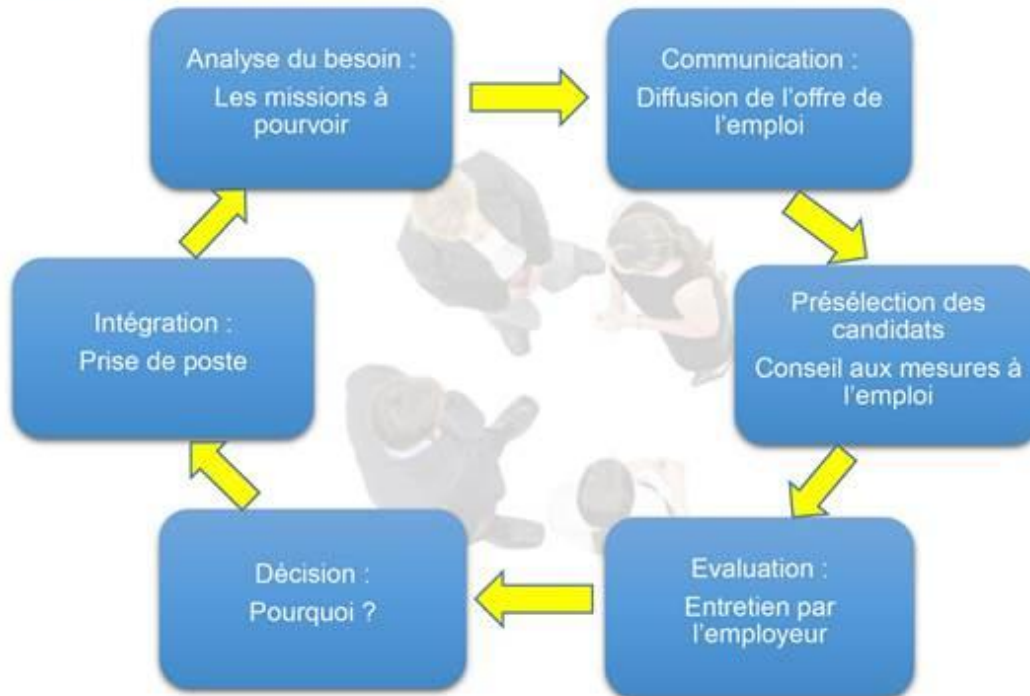 Analyse du besoin :
Les missions à
pourvoir
Communication :
Diffusion de l'offre de
l'emploi
Présélection des
candidats
Conseil aux mesures à
l'emploi
Evaluation :
Entretien par
l'employeur
Décision :
Pourquoi ?
Intégration :
Prise de poste